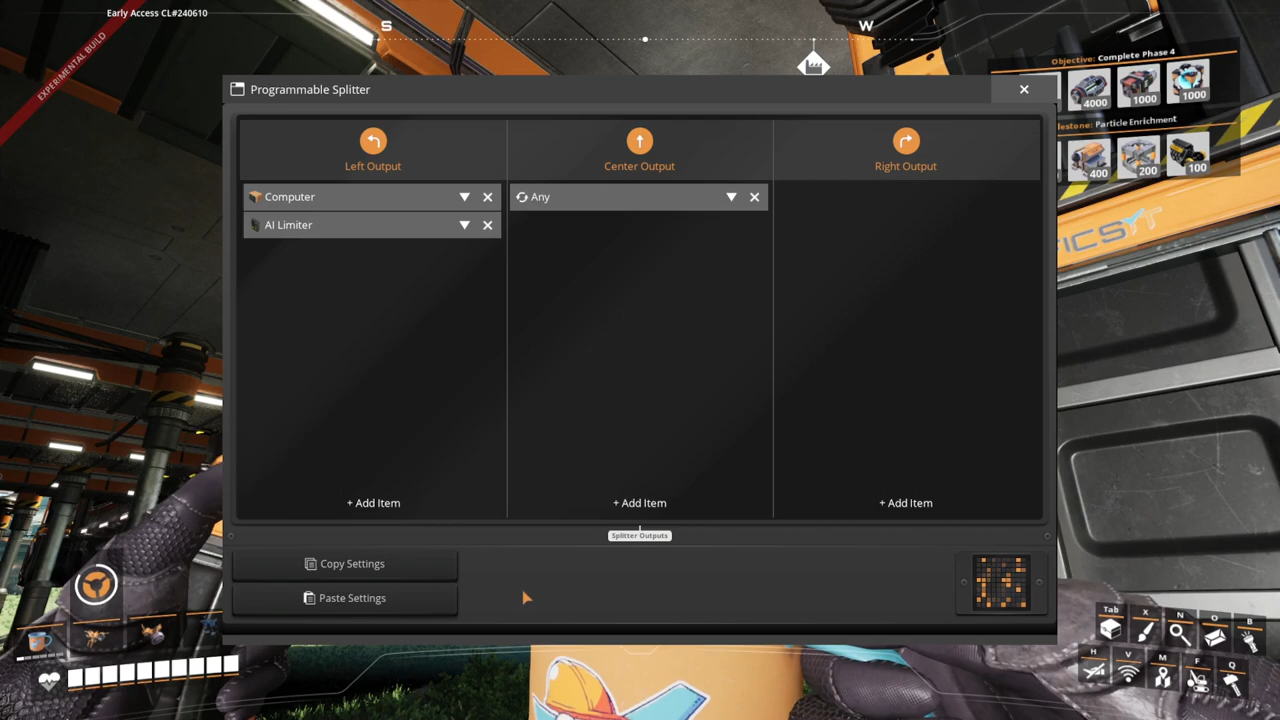 Early Access CL#240610
EXPERIMENTAL BUILD
S
W
Objective: Complete Phase 4
4000
1000
1000
Particle Enrichment
400
200
100
Programmable Splitter
Left Output
Center Output
Right Output
Computer
AI Limiter
Any
+ Add Item
+ Add Item
+ Add Item
Splitter Outputs
Copy Settings
Paste Settings
Tab
X
N
O
B
H
V
M
F
Q